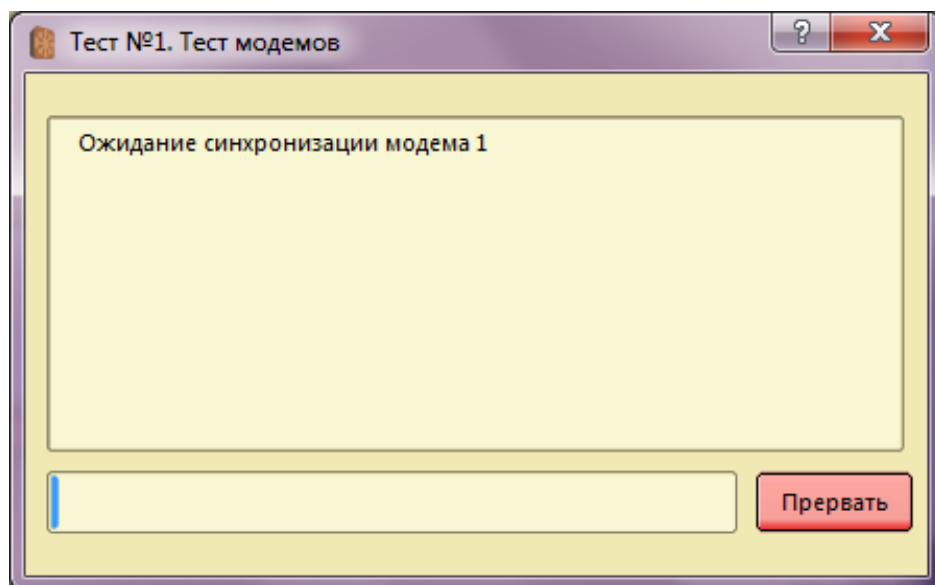 Тест №1. Тест модемов
Ожидание синхронизации модема 1
Прервать